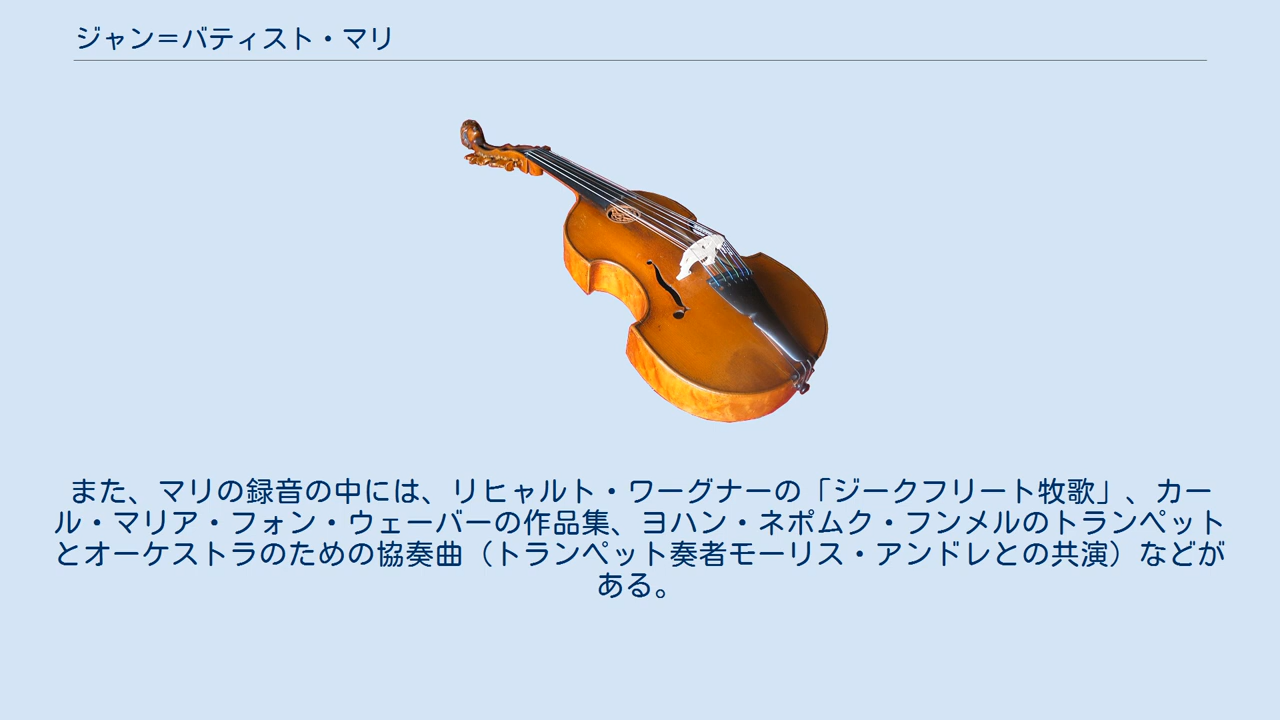 ジャン＝バティスト・マリ
また、マリの録音の中には、リヒャルト・ワーグナーの「ジークフリート牧歌」、カー
ル・マリア・フォン・ウェーバーの作品集、ヨハン・ネポムク・フンメルのトランペット
とオーケストラのための協奏曲（トランペット奏者モーリス・アンドレとの共演）などが
ある。